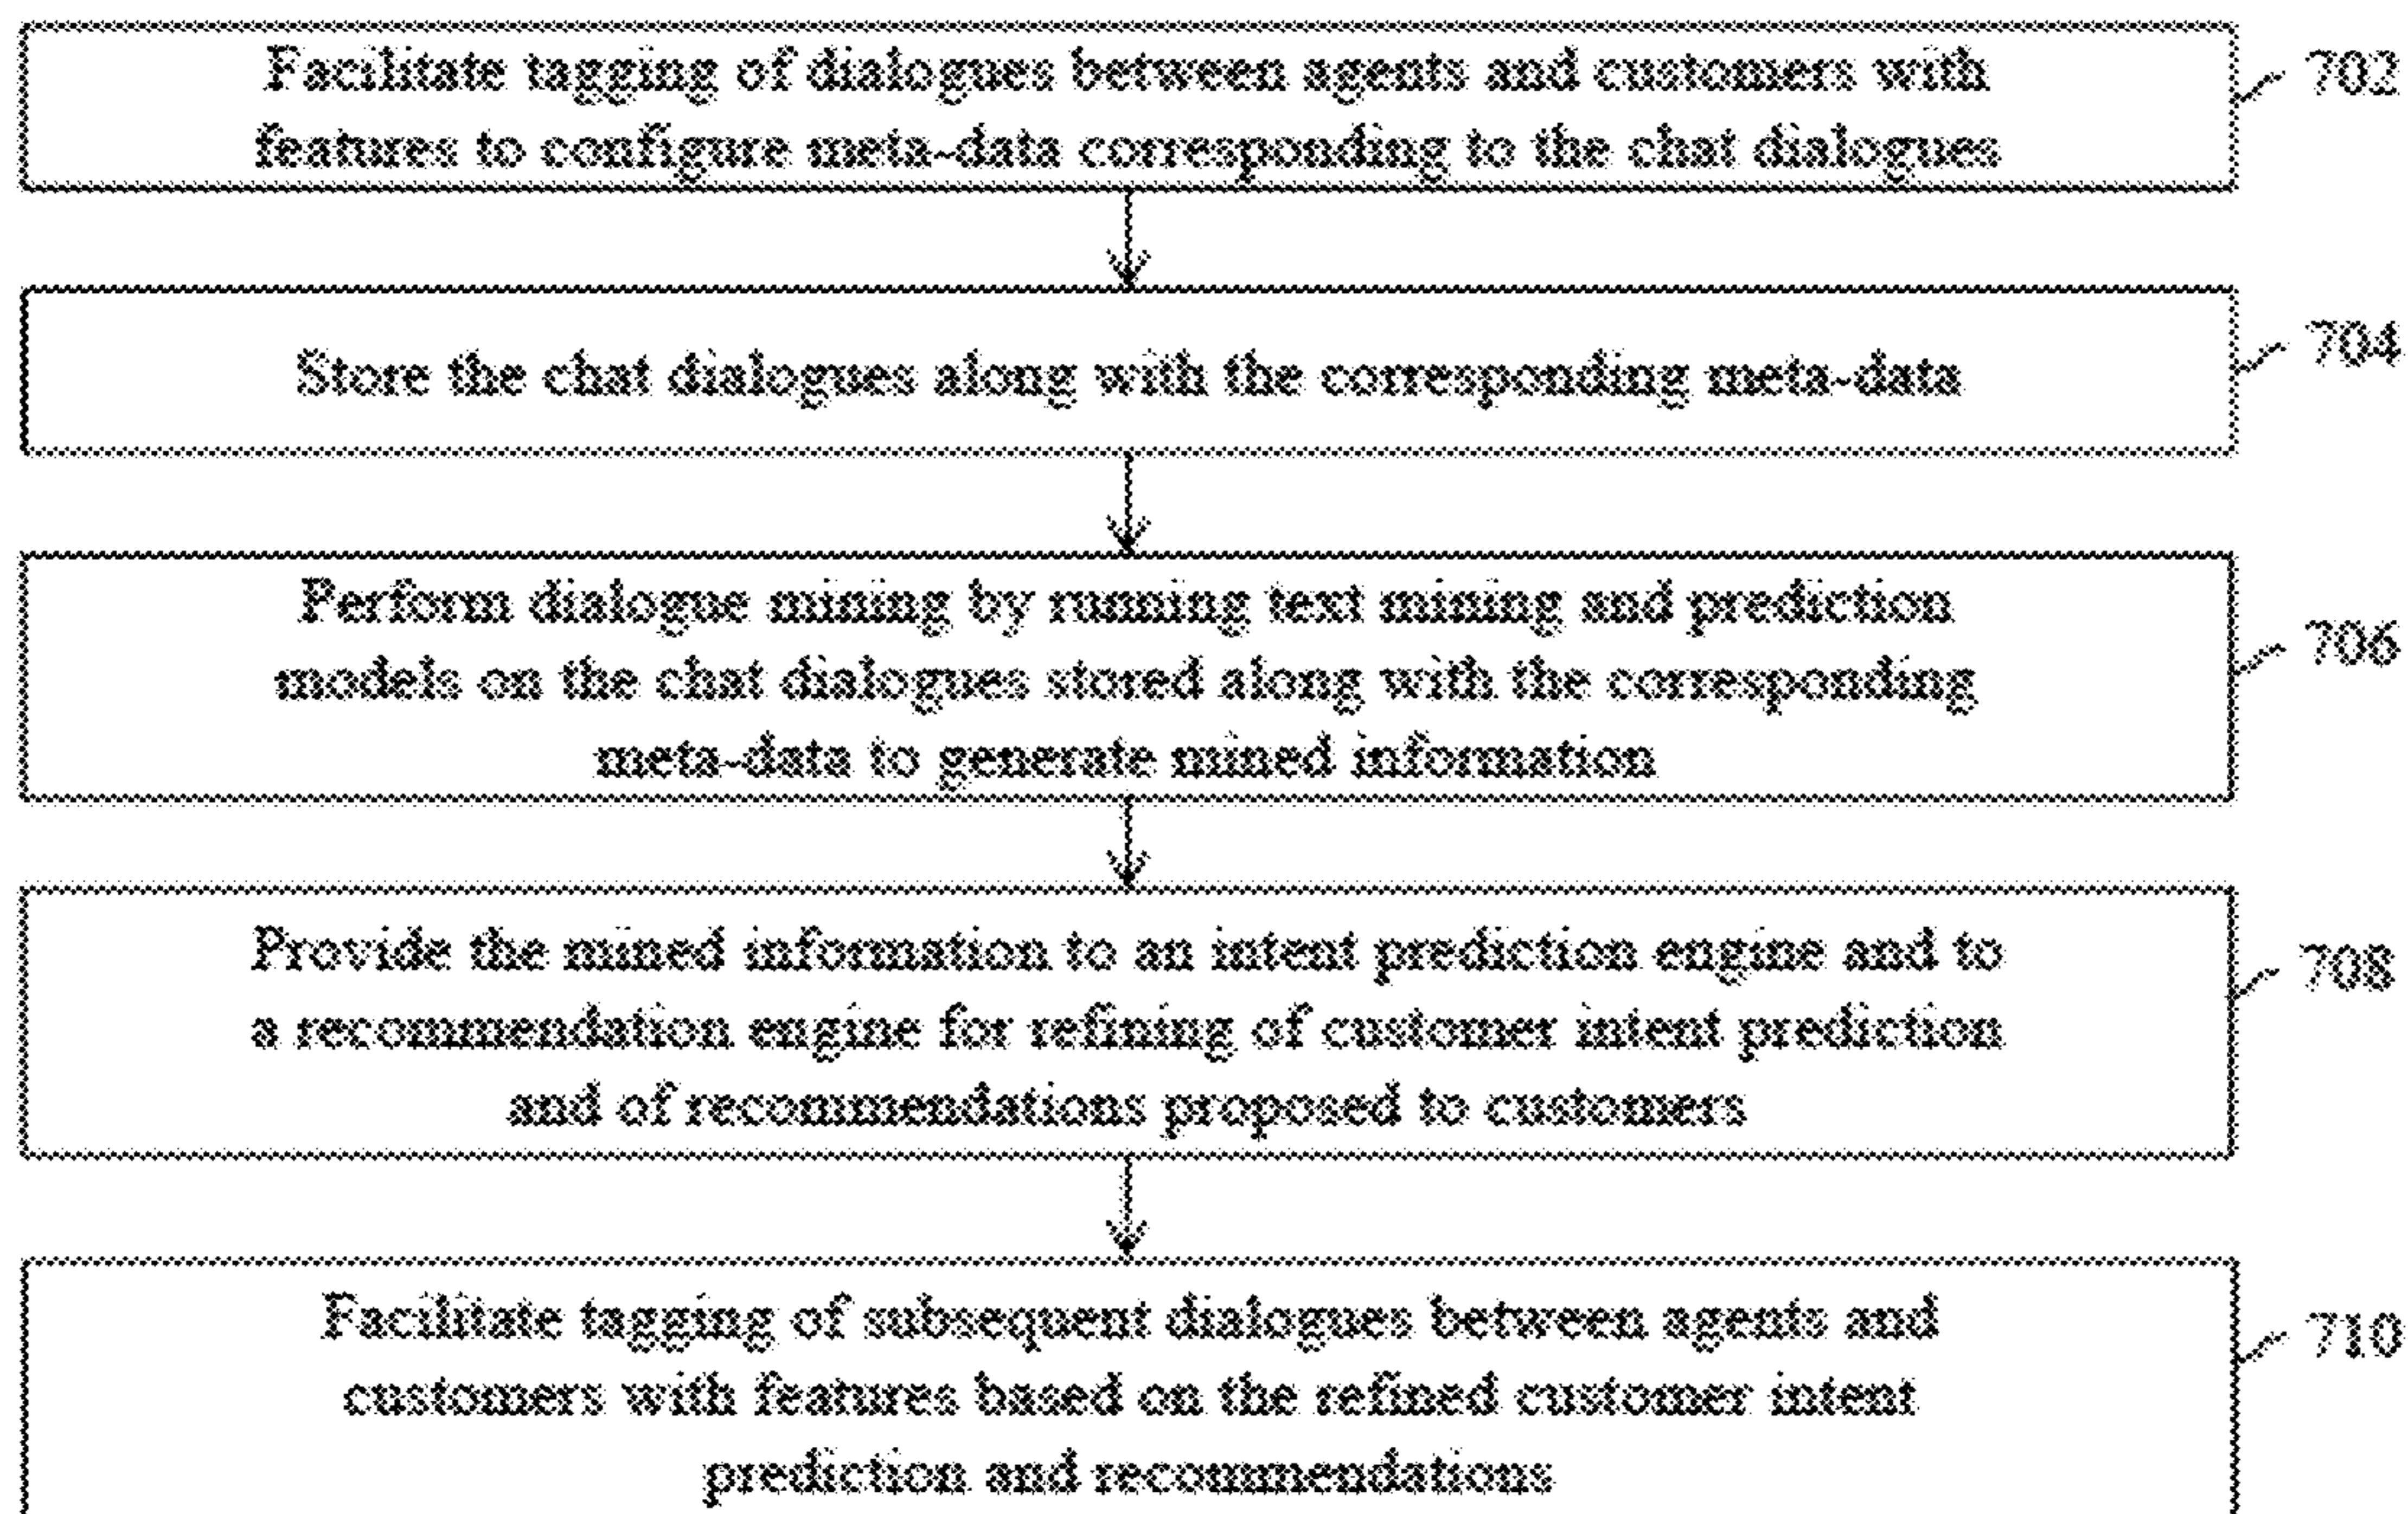 Facilitate tagging of dialogues between agents and customers with
features to configure meta-data corresponding to the chat dialogues
702
Store the chat dialogues along with the corresponding meta-data
704
Perform dialogue mining by running text mining and prediction
models on the chat dialogues stored along with the corresponding
meta-data to generate mined information
706
Provide the mined information to an intent prediction engine and to
a recommendation engine for refining of customer intent prediction
and of recommendations proposed to customers
708
Facilitate tagging of subsequent dialogues between agents and
customers with features based on the refined customer intent
prediction and recommendations
710